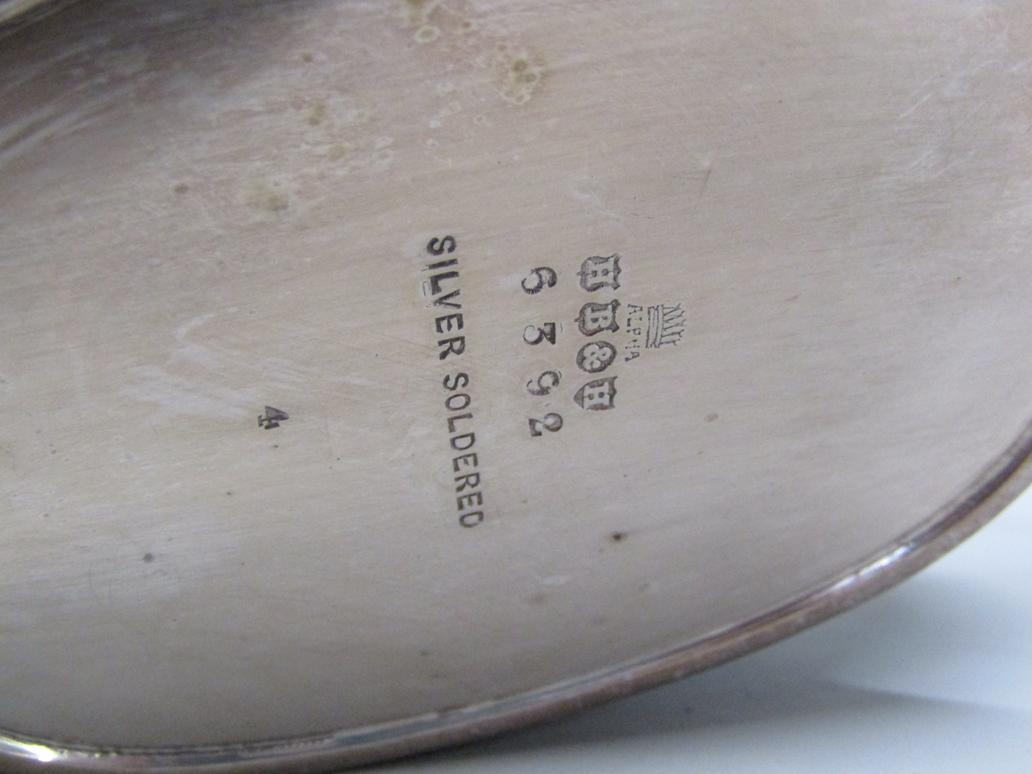 ALPHA
H B & H
6392
SILVER SOLDERED
4